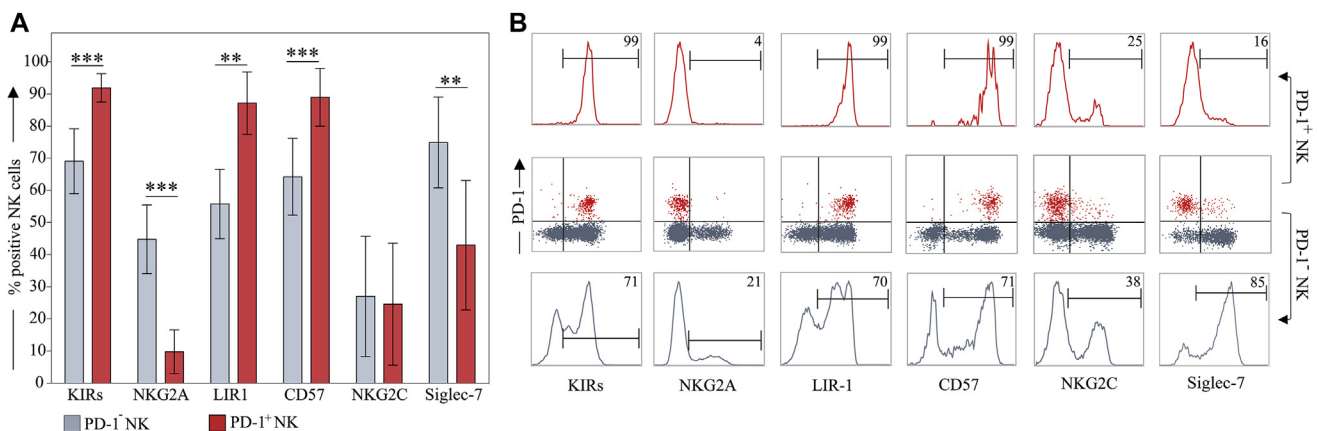 A
% positive NK cells
100
90
80
70
60
50
40
30
20
10
0
*** *** ** *** **
KIRs NKG2A LIR1 CD57 NKG2C Siglec-7
PD-1⁻ NK PD-1⁺ NK
B
99 4 99 99 25 16
PD-1⁺ NK
PD-1
PD-1⁻ NK
71 21 70 71 38 85
KIRs NKG2A LIR-1 CD57 NKG2C Siglec-7